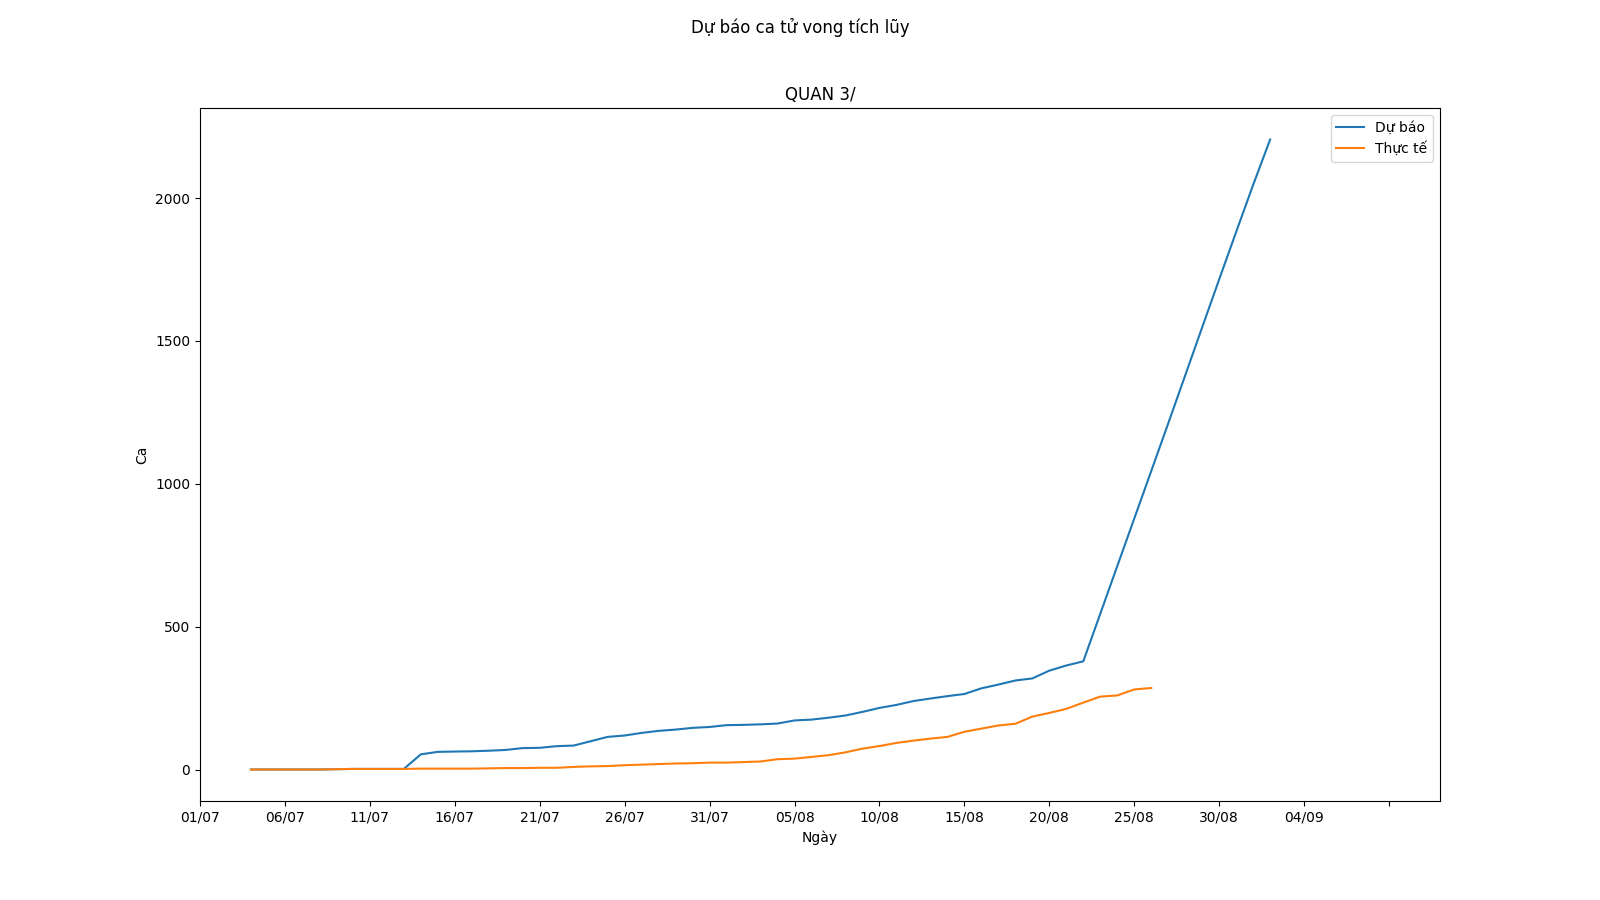 Dự báo ca tử vong tích lũy
QUAN 3/
Dự báo
Thực tế
2000
1500
1000
500
0
Ca
01/07 06/07 11/07 16/07 21/07 26/07 31/07 05/08 10/08 15/08 20/08 25/08 30/08 04/09
Ngày